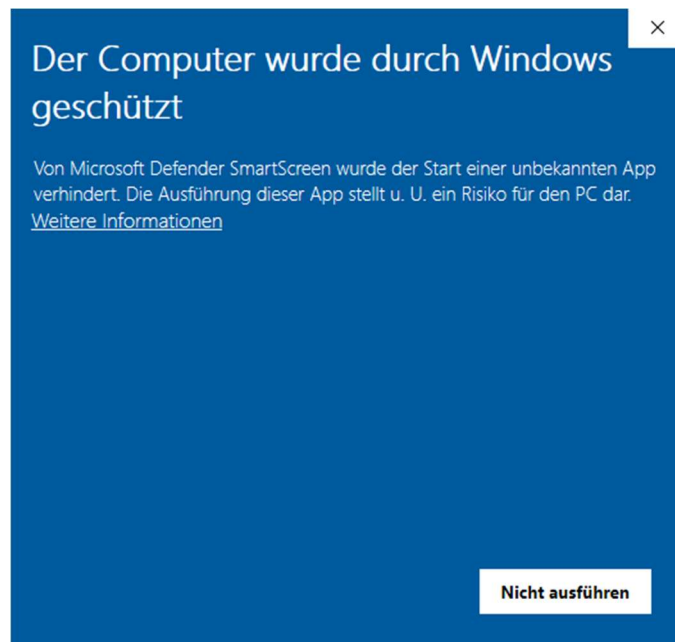 Der Computer wurde durch Windows
geschützt
Von Microsoft Defender SmartScreen wurde der Start einer unbekannten App
verhindert. Die Ausführung dieser App stellt u. U. ein Risiko für den PC dar.
Weitere Informationen
Nicht ausführen